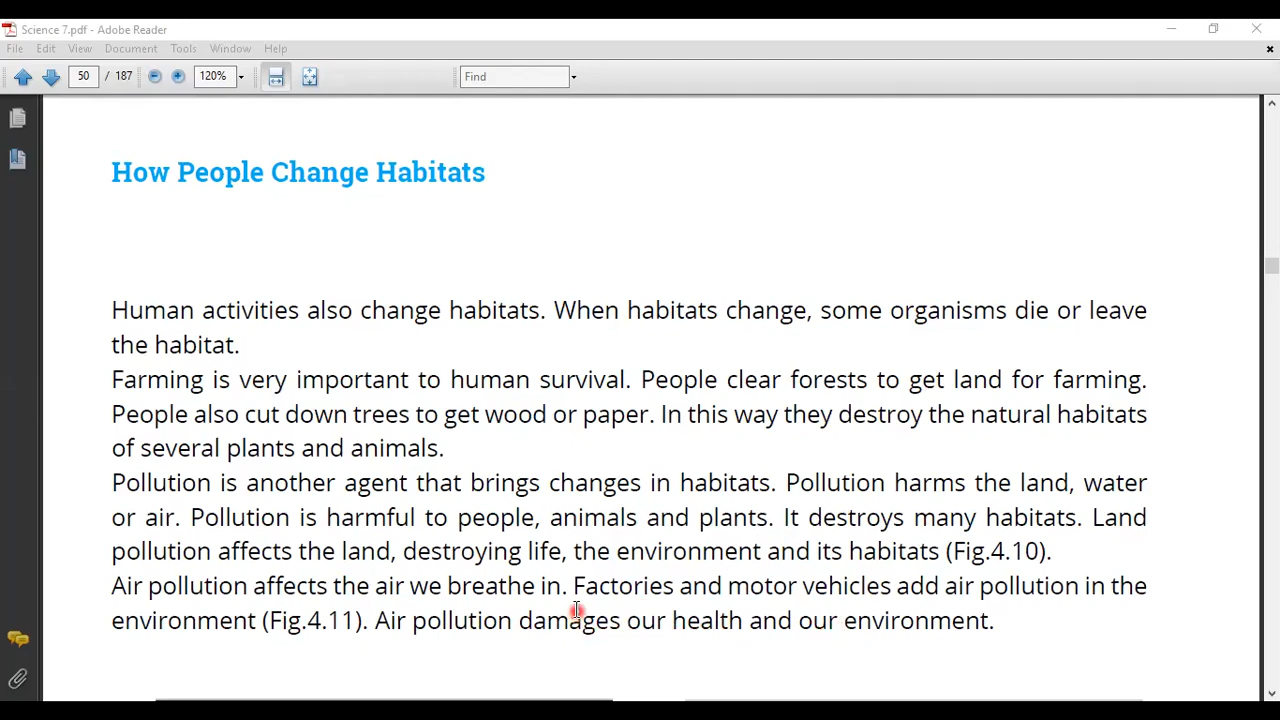 Science 7.pdf - Adobe Reader
File Edit View Document Tools Window Help
50 / 187 120% Find
How People Change Habitats
Human activities also change habitats. When habitats change, some organisms die or leave
the habitat.
Farming is very important to human survival. People clear forests to get land for farming.
People also cut down trees to get wood or paper. In this way they destroy the natural habitats
of several plants and animals.
Pollution is another agent that brings changes in habitats. Pollution harms the land, water
or air. Pollution is harmful to people, animals and plants. It destroys many habitats. Land
pollution affects the land, destroying life, the environment and its habitats (Fig.4.10).
Air pollution affects the air we breathe in. Factories and motor vehicles add air pollution in the
environment (Fig.4.11). Air pollution damages our health and our environment.